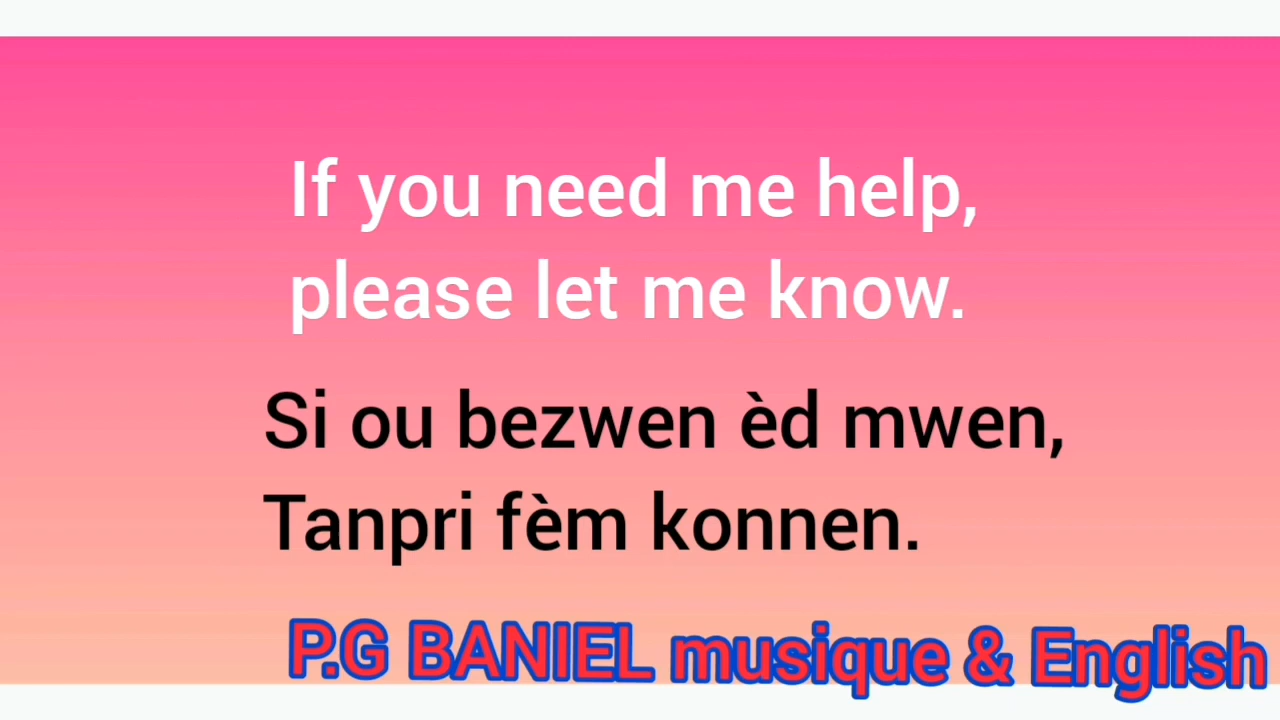 If you need me help,
please let me know.
Si ou bezwen èd mwen,
Tanpri fèm konnen.
P.G BANIEL musique & English